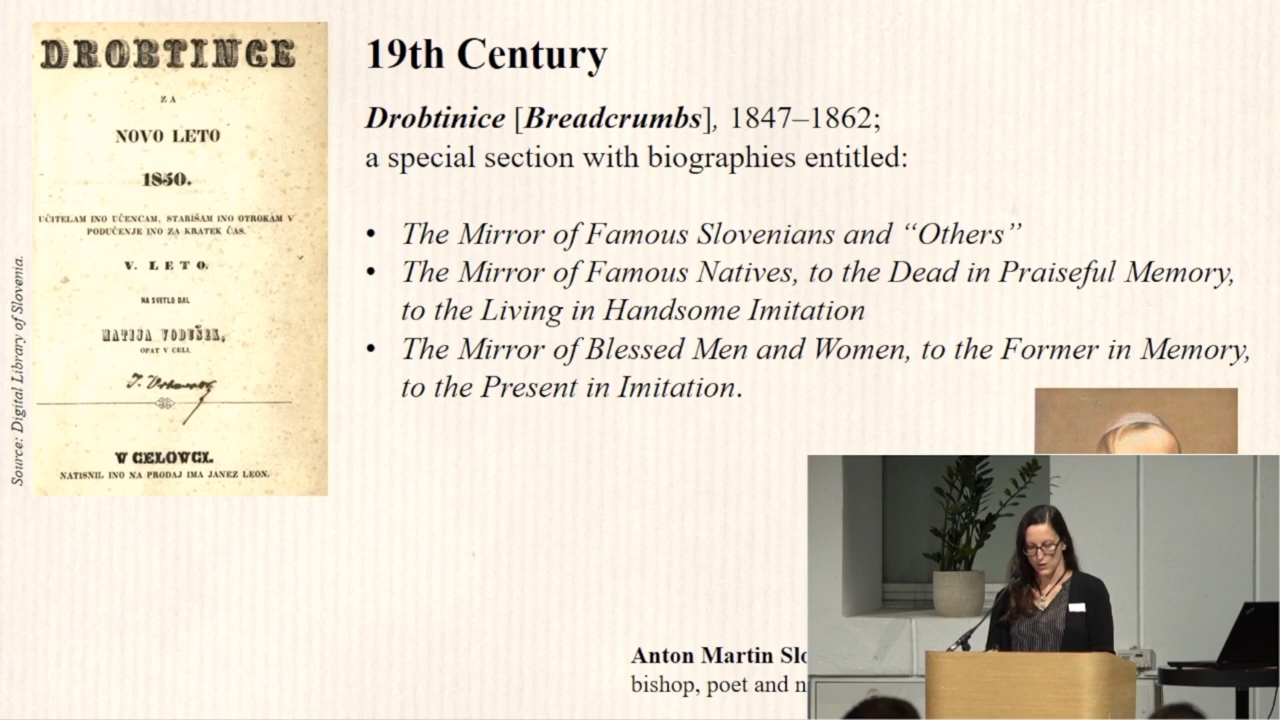 DROBTINCE
ZA
NOVO LETO
1850.
UČITELAM INO UČENCAM, STARIŠAM INO OTROKAM V
PODUČENJE INO ZA KRATEK ČAS.
V. LETO.
NA SVETLO DAL
MATIJA VODUŠEK,
OPAT V CELI.
V CELOVCI.
NATISNIL INO NA PRODAJ IMA JANEZ LEON.
Source: Digital Library of Slovenia.
19th Century
Drobtinice [Breadcrumbs], 1847–1862;
a special section with biographies entitled:
• The Mirror of Famous Slovenians and “Others”
• The Mirror of Famous Natives, to the Dead in Praiseful Memory,
to the Living in Handsome Imitation
• The Mirror of Blessed Men and Women, to the Former in Memory,
to the Present in Imitation.
Anton Martin Slo
bishop, poet and n